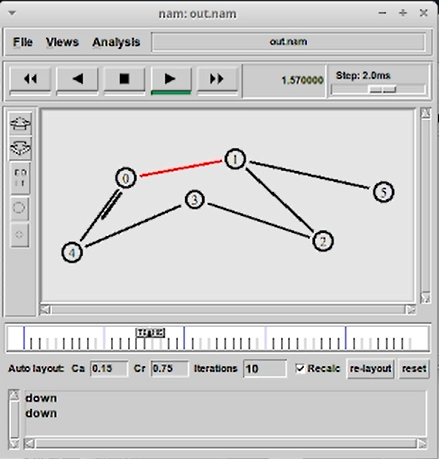 nam: out.nam
File Views Analysis out.nam
1.570000 Step: 2.0ms
0
1
3
5
2
4
TIME
Auto layout: Ca 0.15 Cr 0.75 Iterations 10 Recalc re-layout reset
down
down